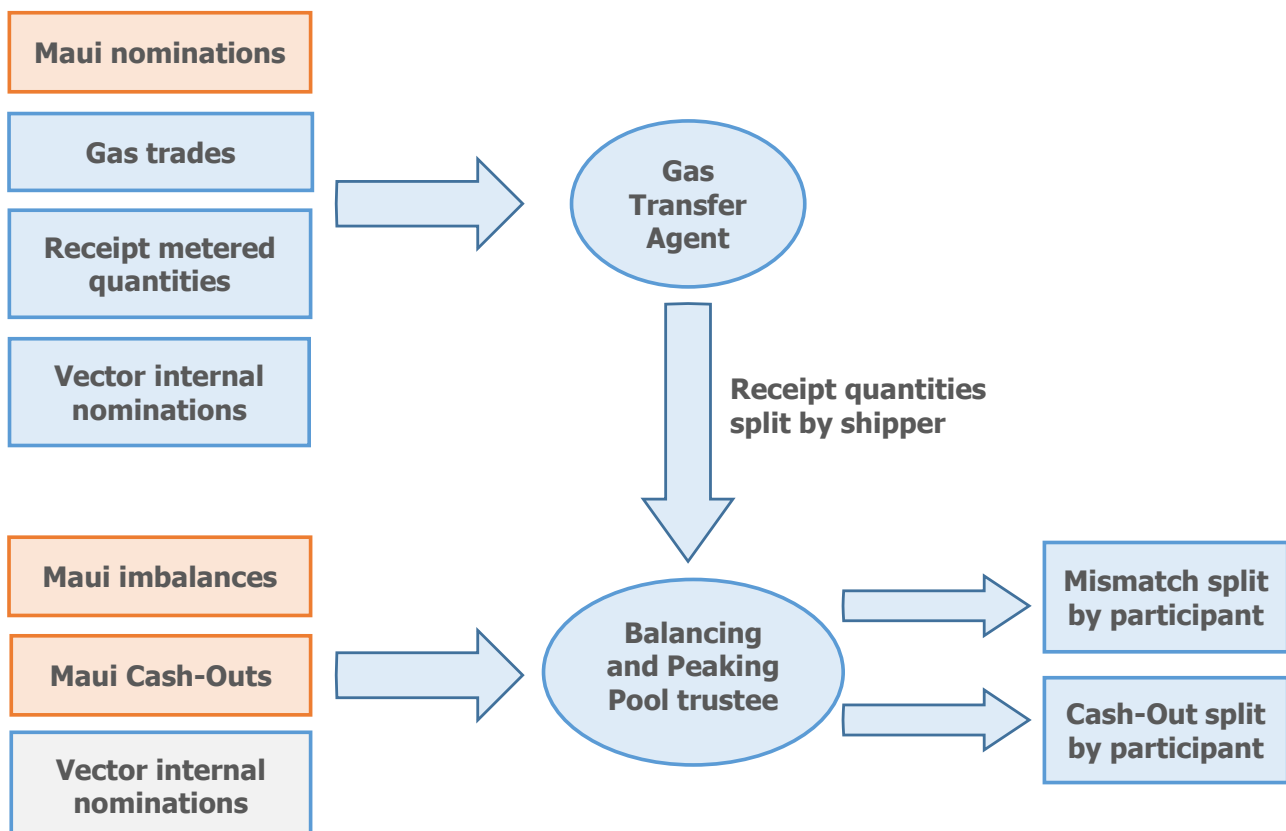 Maui nominations
Gas trades
Receipt metered
quantities
Vector internal
nominations
Gas
Transfer
Agent
Receipt quantities
split by shipper
Maui imbalances
Maui Cash-Outs
Vector internal
nominations
Balancing
and Peaking
Pool trustee
Mismatch split
by participant
Cash-Out split
by participant